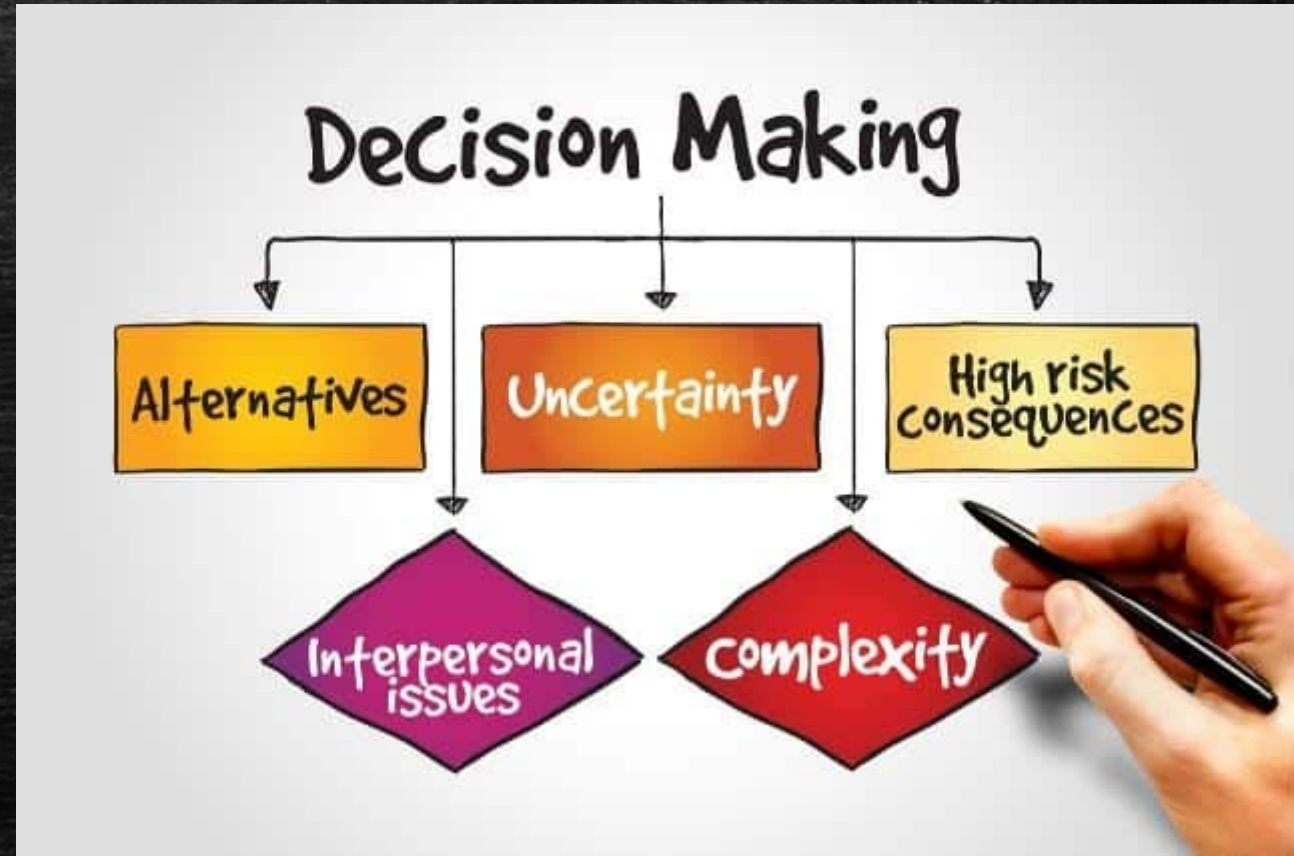 Decision Making
Alternatives
Uncertainty
High risk
consequences
Interpersonal
issues
complexity